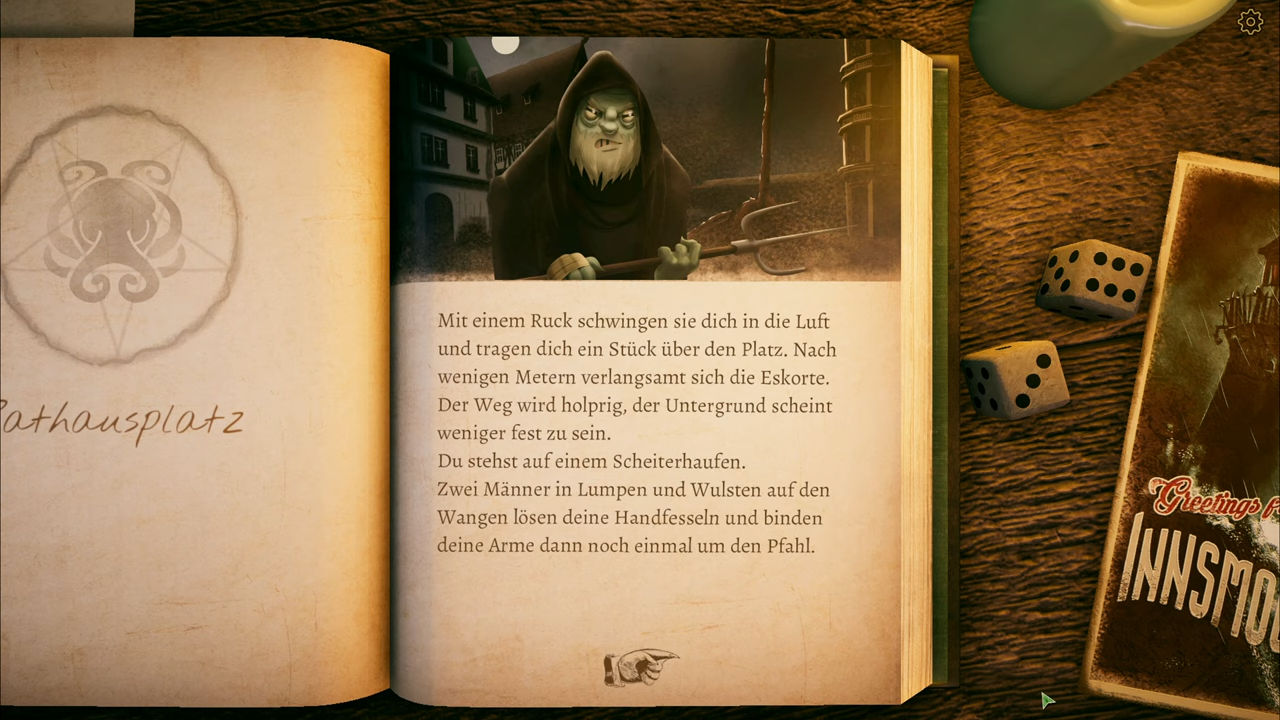 Mit einem Ruck schwingen sie dich in die Luft
und tragen dich ein Stück über den Platz. Nach
wenigen Metern verlangsamt sich die Eskorte.
Der Weg wird holprig, der Untergrund scheint
weniger fest zu sein.
Du stehst auf einem Scheiterhaufen.
Zwei Männer in Lumpen und Wulsten auf den
Wangen lösen deine Handfesseln und binden
deine Arme dann noch einmal um den Pfahl.
Rathausplatz
Greetings